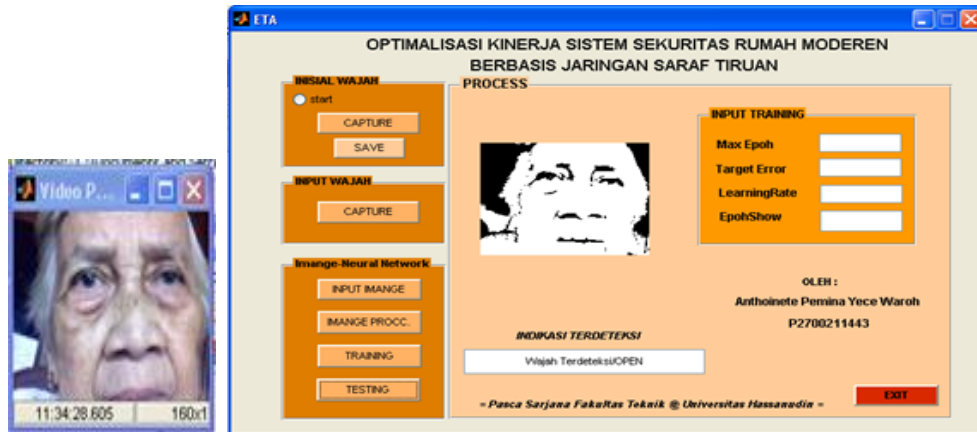 Video P...
11:34:28.605 160x1
ETA
OPTIMALISASI KINERJA SISTEM SEKURITAS RUMAH MODEREN
BERBASIS JARINGAN SARAF TIRUAN
INISIAL WAJAH
start
CAPTURE
SAVE
INPUT WAJAH
CAPTURE
Imange-Neural Network
INPUT IMANGE
IMANGE PROCC.
TRAINING
TESTING
PROCESS
INPUT TRAINING
Max Epoh
Target Error
LearningRate
EpohShow
OLEH :
Anthoinete Pemina Yece Waroh
P2700211443
INDIKASI TERDETEKSI
Wajah Terdeteksi/OPEN
EXIT
= Pasca Sarjana Fakultas Teknik @ Universitas Hassanudin =